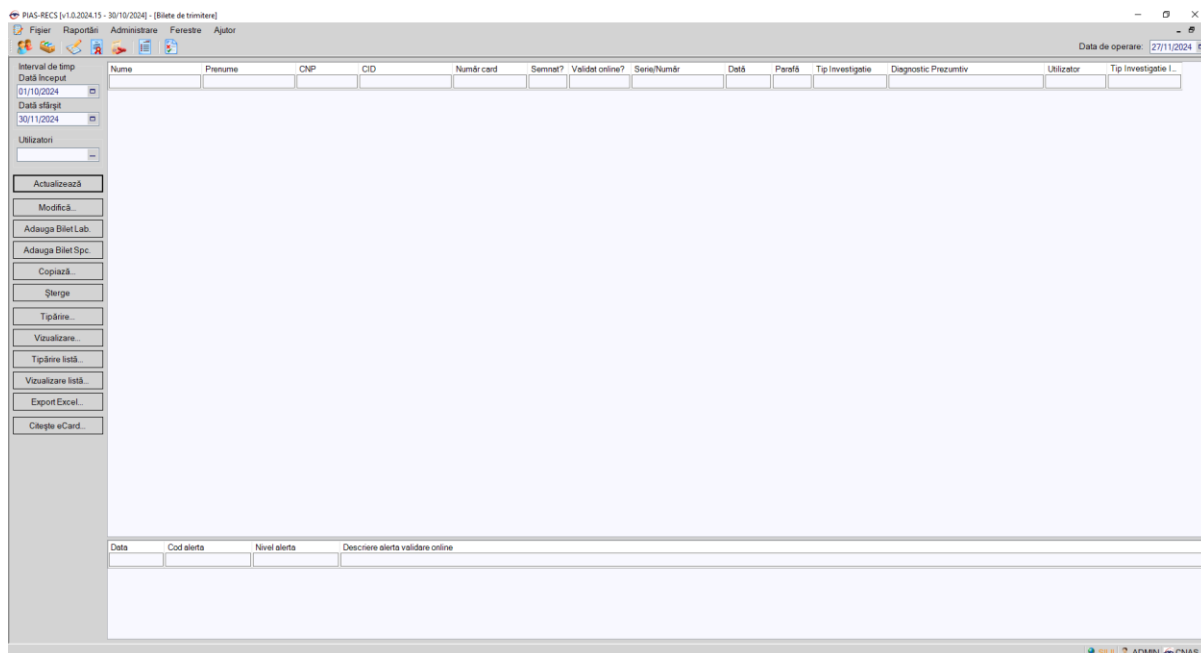 PIAS-RECS [v1.0.2024.15 - 30/10/2024] - [Bilete de trimitere]
Fişier Raportări Administrare Ferestre Ajutor
Data de operare: 27/11/2024
Interval de timp
Dată început
01/10/2024
Dată sfârşit
30/11/2024
Utilizatori
...
Actualizează
Modifică...
Adauga Bilet Lab.
Adauga Bilet Spc.
Copiază...
Şterge
Tipărire...
Vizualizare...
Tipărire listă...
Vizualizare listă...
Export Excel...
Citeşte eCard...
Nume Prenume CNP CID Număr card Semnat? Validat online? Serie/Număr Dată Parafă Tip Investigatie Diagnostic Prezumtiv Utilizator Tip Investigatie I...
Data Cod alerta Nivel alerta Descriere alerta validare online
SIUI ADMIN CNAS